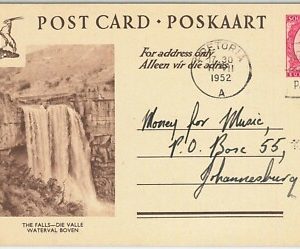 POST CARD · POSKAART
For address only
Alleen vir die adres
PRETORIA
1952
A
Money for Music,
P.O. Box 55,
Johannesburg
THE FALLS—DIE VALLE
WATERVAL BOVEN